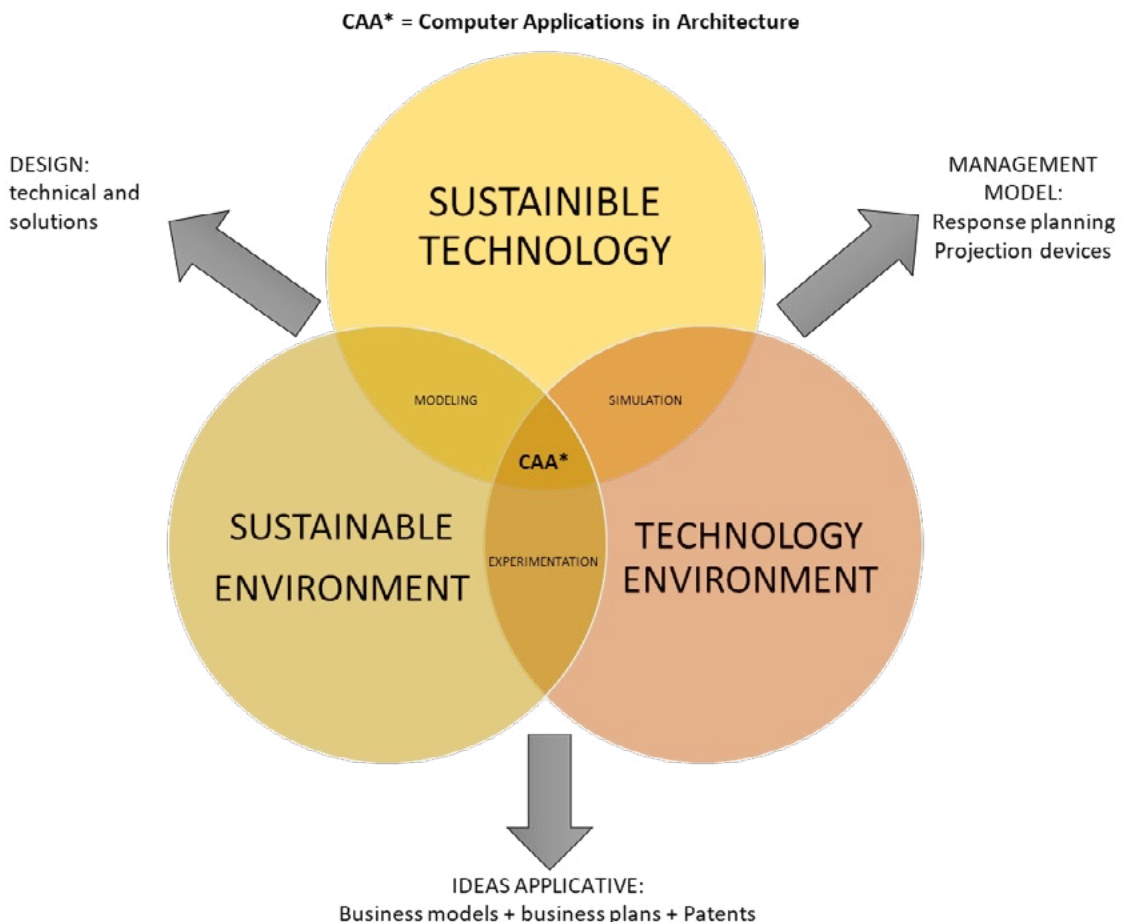 CAA* = Computer Applications in Architecture
DESIGN:
technical and
solutions
MANAGEMENT
MODEL:
Response planning
Projection devices
SUSTAINIBLE
TECHNOLOGY
MODELING
SIMULATION
CAA*
SUSTAINABLE
ENVIRONMENT
EXPERIMENTATION
TECHNOLOGY
ENVIRONMENT
IDEAS APPLICATIVE:
Business models + business plans + Patents